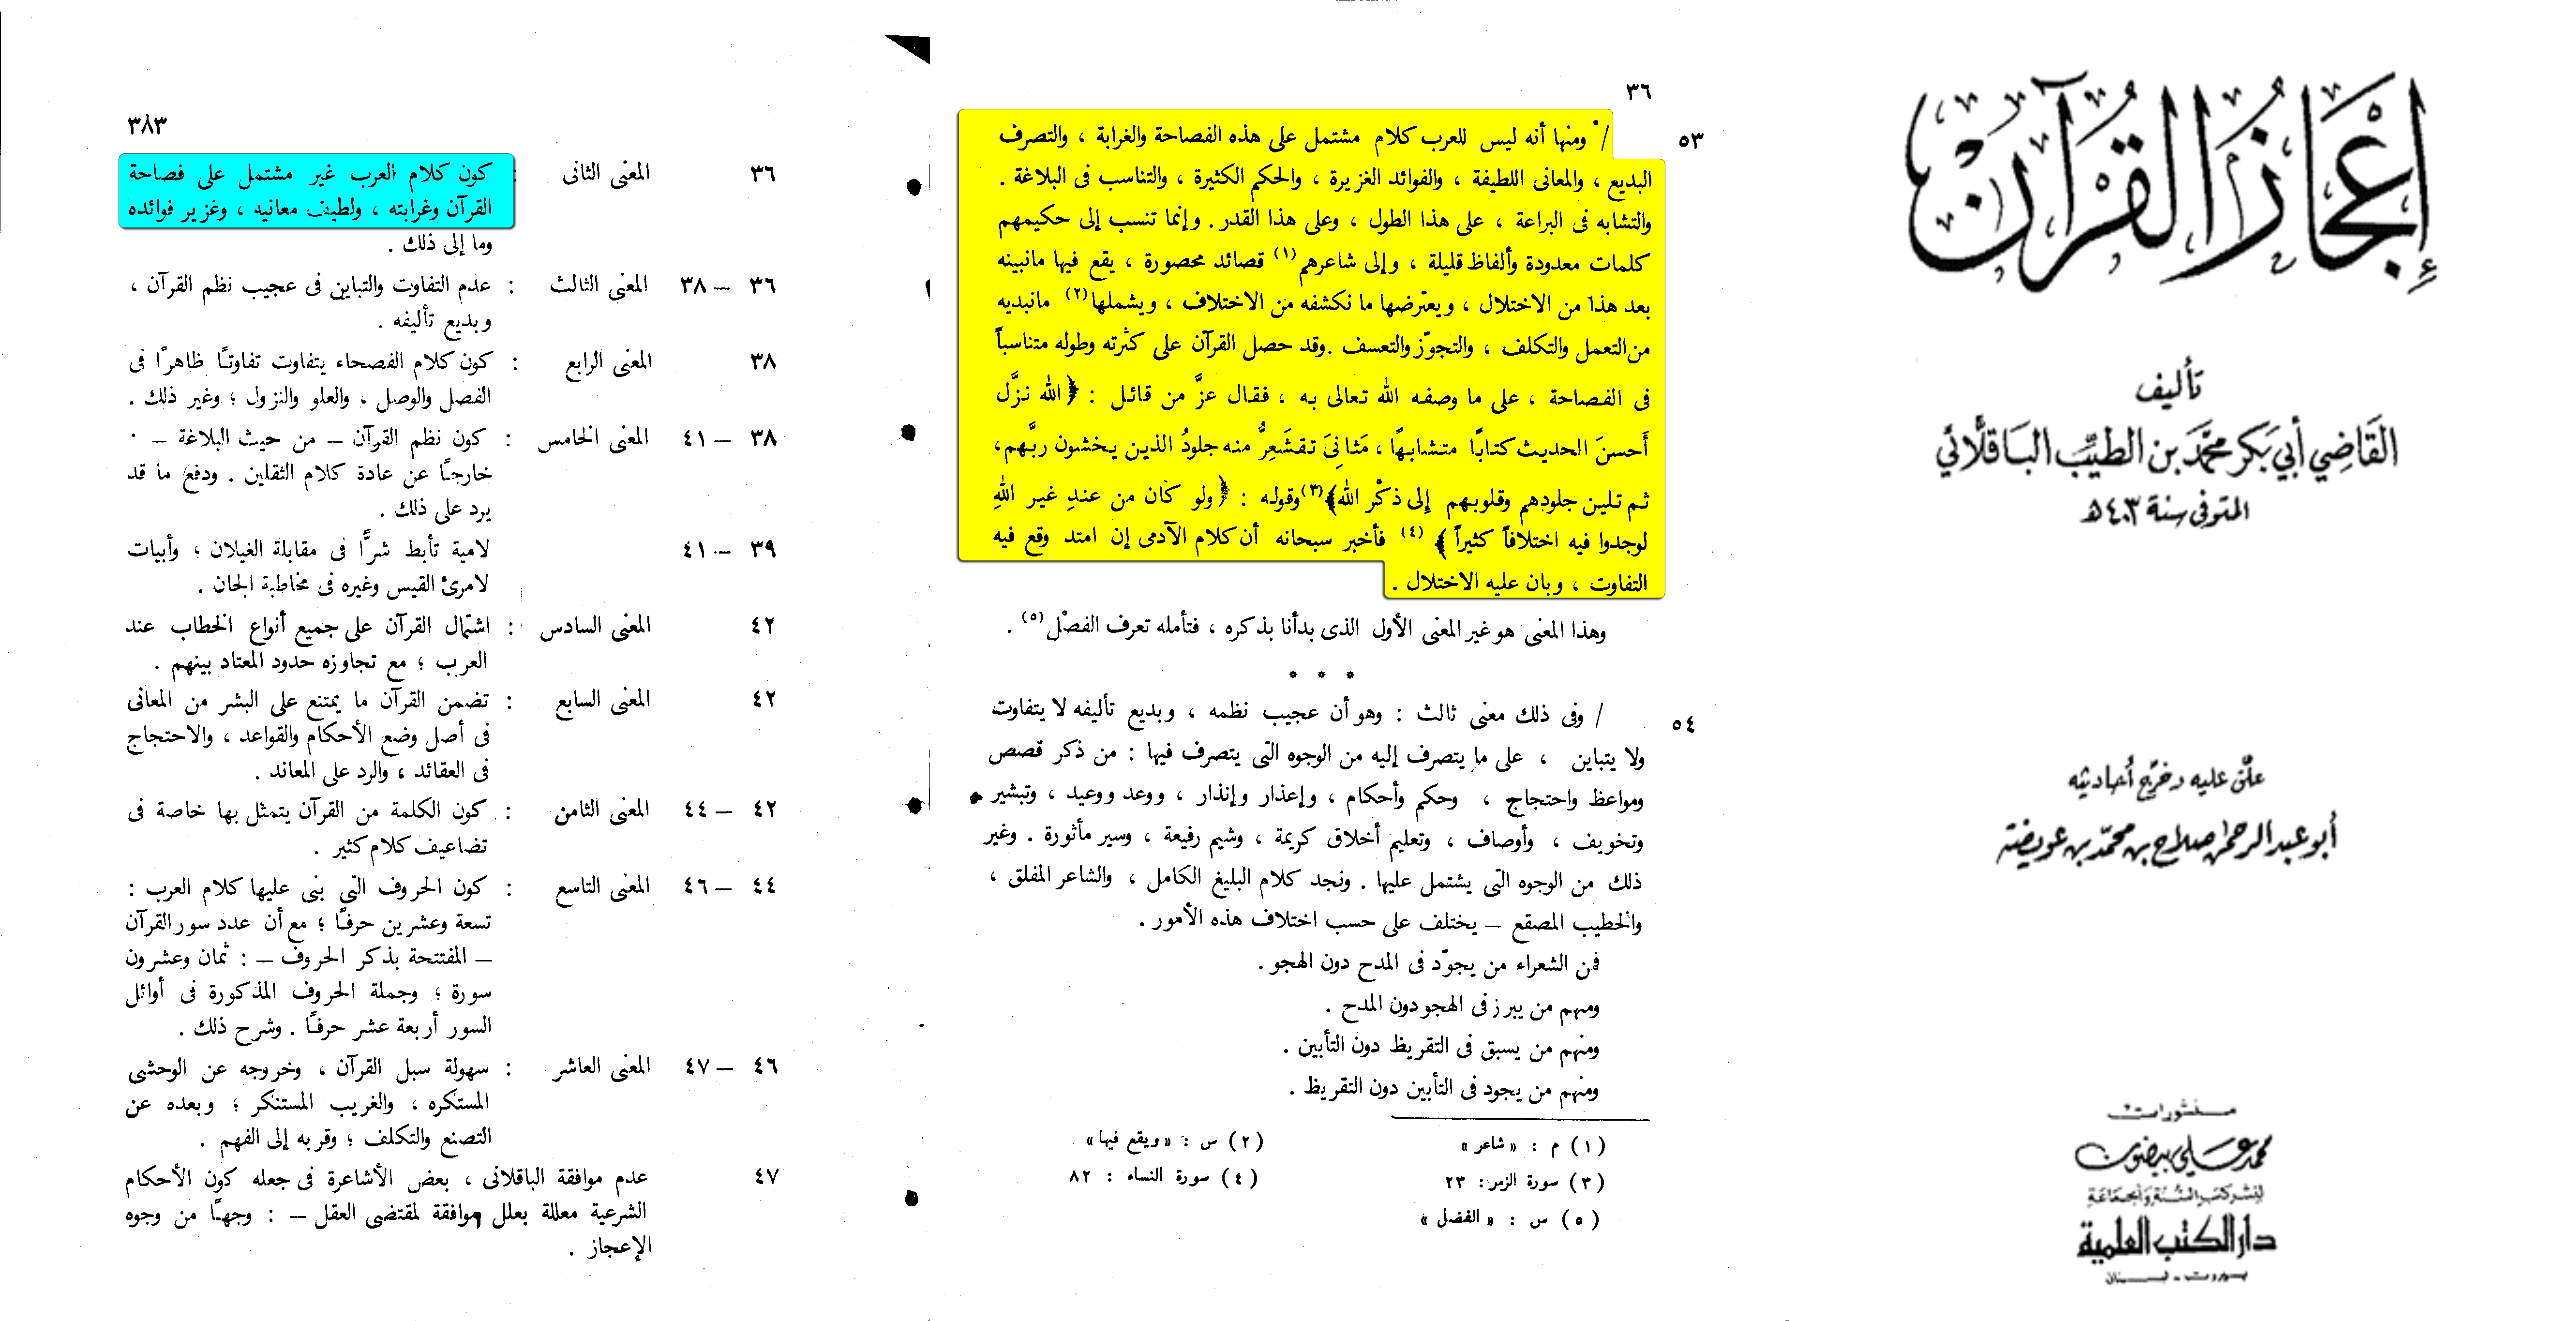 إعجاز القرآن
تأليف
القاضي أبي بكر محمد بن الطيب الباقلاني
المتوفى سنة ٤٠٣ هـ
علق عليه وخرّج أحاديثه
أبو عبد الرحمن صلاح بن محمد بن عويضة
منشورات
محمد علي بيضون
لنشر كتب السنة والجماعة
دار الكتب العلمية
بيروت - لبنان
٣٦
٥٣ / ومنها أنه ليس للعرب كلام مشتمل على هذه الفصاحة والغرابة ، والتصرف
البديع ، والمعانى اللطيفة ، والفوائد الغزيرة ، والحكم الكثيرة ، والتناسب فى البلاغة .
والتشابه فى البراعة ، على هذا الطول ، وعلى هذا القدر . وإنما تنسب إلى حكيمهم
كلمات معدودة وألفاظ قليلة ، وإلى شاعرهم (١) قصائد محصورة ، يقع فيها مانبينه
بعد هذا من الاختلال ، ويعترضها ما نكشفه من الاختلاف ، ويشملها (٢) مانبديه
من التعمل والتكلف ، والتجوّز والتعسف . وقد حصل القرآن على كثرته وطوله متناسباً
فى الفصاحة ، على ما وصفه الله تعالى به ، فقال عزَّ من قائل : ﴿ الله نزَّل
أَحسنَ الحديث كتابًا متشابهًا ، مَثانِىَ تقشَعِرُّ منه جلودُ الذين يخشون ربَّهم ،
ثم تلين جلودهم وقلوبهم إِلى ذكْر الله﴾ (٣) وقوله : ﴿ ولو كان من عندِ غير اللهِ
لوجدوا فيه اختلافاً كثيراً ﴾ (٤) فأخبر سبحانه أن كلام الآدمى إن امتد وقع فيه
التفاوت ، وبان عليه الاختلال .
وهذا المعنى هو غير المعنى الأول الذى بدأنا بذكره ، فتأمله تعرف الفصْل (٥) .
* * *
٥٤ / وفى ذلك معنى ثالث : وهو أن عجيب نظمه ، وبديع تأليفه لا يتفاوت
ولا يتباين ، على ما يتصرف إليه من الوجوه التى يتصرف فيها : من ذكر قصص
ومواعظ واحتجاج ، وحكم وأحكام ، وإعذار وإنذار ، ووعد ووعيد ، وتبشير
وتخويف ، وأوصاف ، وتعليم أخلاق كريمة ، وشيم رفيعة ، وسير مأثورة . وغير
ذلك من الوجوه التى يشتمل عليها . ونجد كلام البليغ الكامل ، والشاعر المفلق ،
والخطيب المصقع – يختلف على حسب اختلاف هذه الأمور .
فمن الشعراء من يجوّد فى المدح دون الهجو .
ومنهم من يبرز فى الهجو دون المدح .
ومنهم من يسبق فى التقريظ دون التأبين .
ومنهم من يجود فى التأبين دون التقريظ .
(١) م : « شاعر » (٢) س : « ويقع فيها »
(٣) سورة الزمر : ٢٣ (٤) سورة النساء : ٨٢
(٥) س : « الفضل »
٣٨٣
٣٦ المعنى الثانى : كون كلام العرب غير مشتمل على فصاحة
القرآن وغرابته ، ولطيف معانيه ، وغزير فوائده
وما إلى ذلك .
٣٦ – ٣٨ المعنى الثالث : عدم التفاوت والتباين فى عجيب نظم القرآن ،
وبديع تأليفه .
٣٨ المعنى الرابع : كون كلام الفصحاء يتفاوت تفاوتًا ظاهرًا فى
الفصل والوصل ، والعلو والنزول ؛ وغير ذلك .
٣٨ – ٤١ المعنى الخامس : كون نظم القرآن – من حيث البلاغة –
خارجًا عن عادة كلام الثقلين . ودفع ما قد
يرد على ذلك .
٣٩ – ٤١ لامية تأبط شرًّا فى مقابلة الغيلان ؛ وأبيات
لامرئ القيس وغيره فى مخاطبة الجان .
٤٢ المعنى السادس : اشتمال القرآن على جميع أنواع الخطاب عند
العرب ؛ مع تجاوزه حدود المعتاد بينهم .
٤٢ المعنى السابع : تضمن القرآن ما يمتنع على البشر من المعانى
فى أصل وضع الأحكام والقواعد ، والاحتجاج
فى العقائد ، والرد على المعاند .
٤٢ – ٤٤ المعنى الثامن : كون الكلمة من القرآن يتمثل بها خاصة فى
تضاعيف كلام كثير .
٤٤ – ٤٦ المعنى التاسع : كون الحروف التى بنى عليها كلام العرب :
تسعة وعشرين حرفًا ؛ مع أن عدد سور القرآن
– المفتتحة بذكر الحروف – : ثمان وعشرون
سورة ؛ وجملة الحروف المذكورة فى أوائل
السور أربعة عشر حرفًا . وشرح ذلك .
٤٦ – ٤٧ المعنى العاشر : سهولة سبل القرآن ، وخروجه عن الوحشى
المستكره ، والغريب المستنكر ؛ وبعده عن
التصنع والتكلف ؛ وقربه إلى الفهم .
٤٧ عدم موافقة الباقلانى ، بعض الأشاعرة فى جعله كون الأحكام
الشرعية معللة بعلل موافقة لمقتضى العقل – : وجهًا من وجوه
الإعجاز .